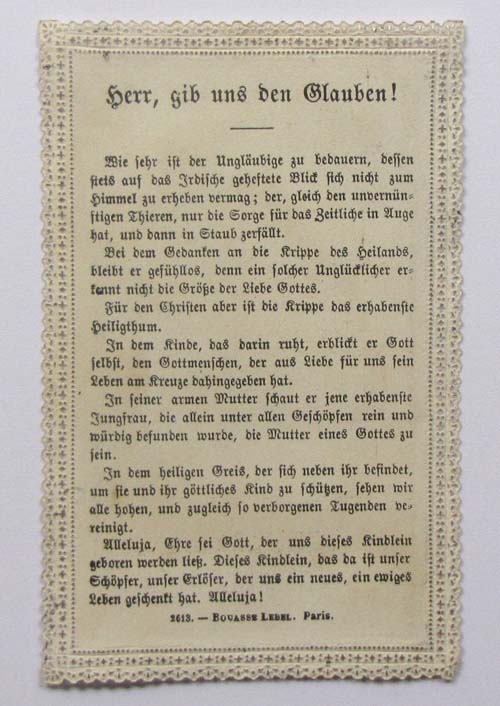 Herr, gib uns den Glauben!
Wie sehr ist der Ungläubige zu bedauern, dessen
stets auf das Irdische geheftete Blick sich nicht zum
Himmel zu erheben vermag; der, gleich den unvernün-
ftigen Thieren, nur die Sorge für das Zeitliche in Auge
hat, und dann in Staub zerfällt.
Bei dem Gedanken an die Krippe des Heilands,
bleibt er gefühllos, denn ein solcher Unglücklicher er-
kennt nicht die Größe der Liebe Gottes.
Für den Christen aber ist die Krippe das erhabenste
Heiligthum.
In dem Kinde, das darin ruht, erblickt er Gott
selbst, den Gottmenschen, der aus Liebe für uns sein
Leben am Kreuze dahingegeben hat.
In seiner armen Mutter schaut er jene erhabenste
Jungfrau, die allein unter allen Geschöpfen rein und
würdig befunden wurde, die Mutter eines Gottes zu
sein.
In dem heiligen Greis, der sich neben ihr befindet,
um sie und ihr göttliches Kind zu schützen, sehen wir
alle hohen, und zugleich so verborgenen Tugenden ve-
reinigt.
Alleluja, Ehre sei Gott, der uns dieses Kindlein
geboren werden ließ. Dieses Kindlein, das da ist unser
Schöpfer, unser Erlöser, der uns ein neues, ein ewiges
Leben geschenkt hat. Alleluja!
2613. — Bouasse Lebel. Paris.